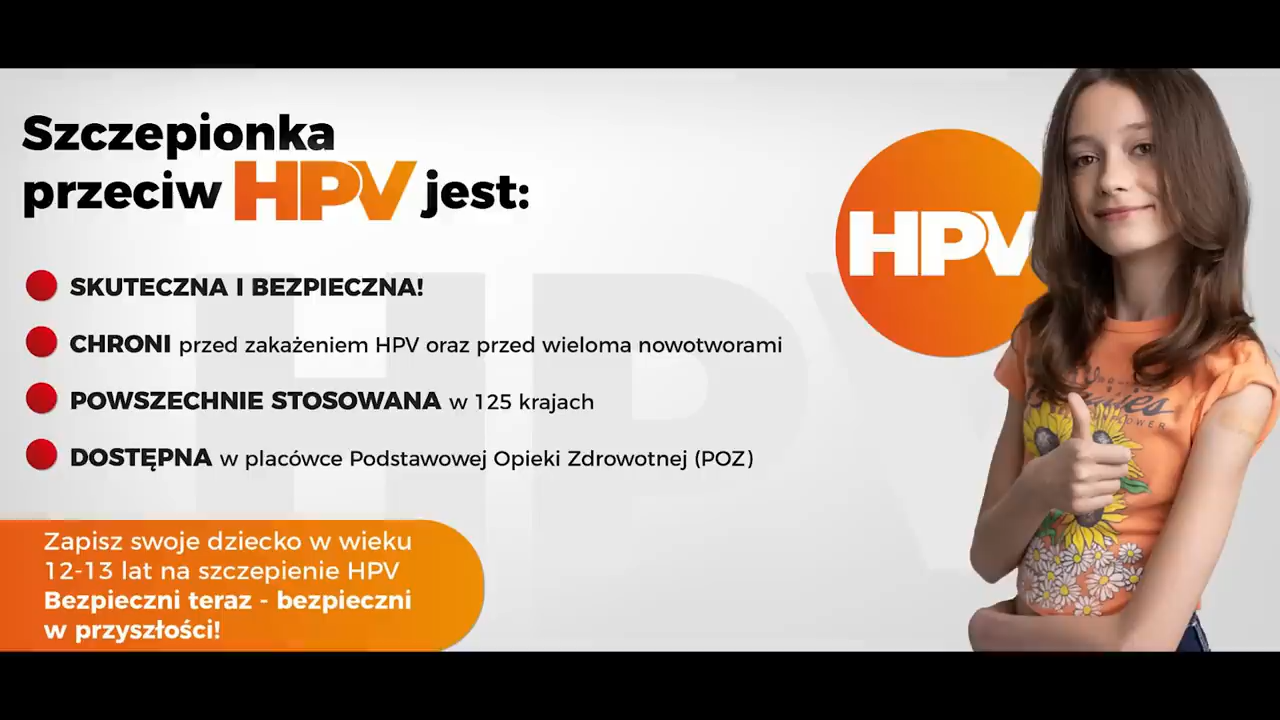 Szczepionka
przeciw HPV jest:
SKUTECZNA I BEZPIECZNA!
CHRONI przed zakażeniem HPV oraz przed wieloma nowotworami
POWSZECHNIE STOSOWANA w 125 krajach
DOSTĘPNA w placówce Podstawowej Opieki Zdrowotnej (POZ)
Zapisz swoje dziecko w wieku
12-13 lat na szczepienie HPV
Bezpieczni teraz - bezpieczni
w przyszłości!
HPV